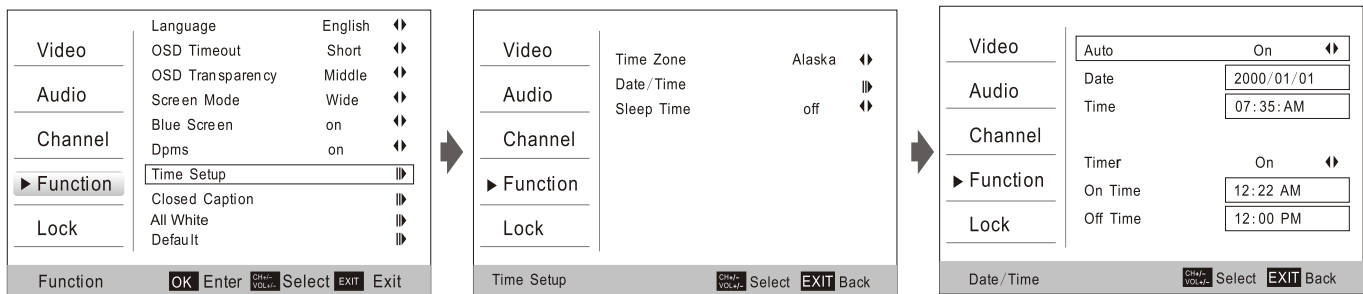 Video
Audio
Channel
Function
Lock
Language English
OSD Timeout Short
OSD Transparency Middle
Screen Mode Wide
Blue Screen on
Dpms on
Time Setup
Closed Caption
All White
Default
Function OK Enter CH+/- VOL+/- Select EXIT Exit
Video
Audio
Channel
Function
Lock
Time Zone Alaska
Date/Time
Sleep Time off
Time Setup CH+/- VOL+/- Select EXIT Back
Video
Audio
Channel
Function
Lock
Auto On
Date 2000/01/01
Time 07:35:AM
Timer On
On Time 12:22 AM
Off Time 12:00 PM
Date/Time CH+/- VOL+/- Select EXIT Back